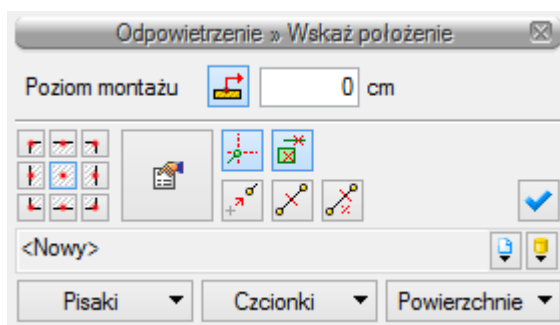 Odpowietrzenie » Wskaż położenie
Poziom montażu 0 cm
<Nowy>
Pisaki Czcionki Powierzchnie